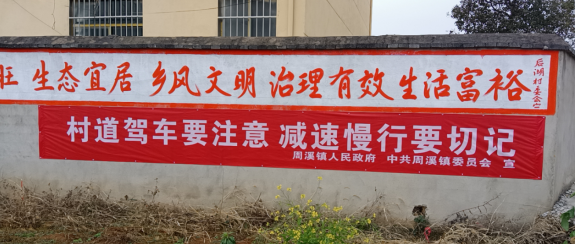 旺 生态宜居 乡风文明 治理有效 生活富裕
后湖村委会宣
村道驾车要注意 减速慢行要切记
周溪镇人民政府 中共周溪镇委员会 宣